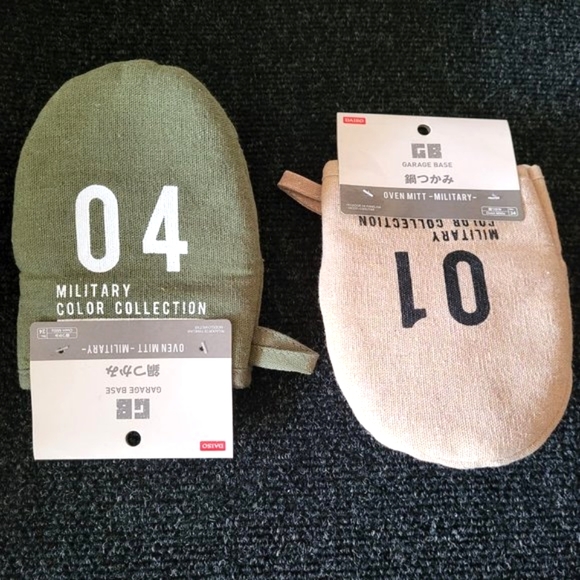 04
MILITARY
COLOR COLLECTION
OVEN MITT -MILITARY-
鍋つかみ
GARAGE BASE
GB
DAISO
DAISO
GB
GARAGE BASE
鍋つかみ
OVEN MITT -MILITARY-
COLOR COLLECTION
MILITARY
01